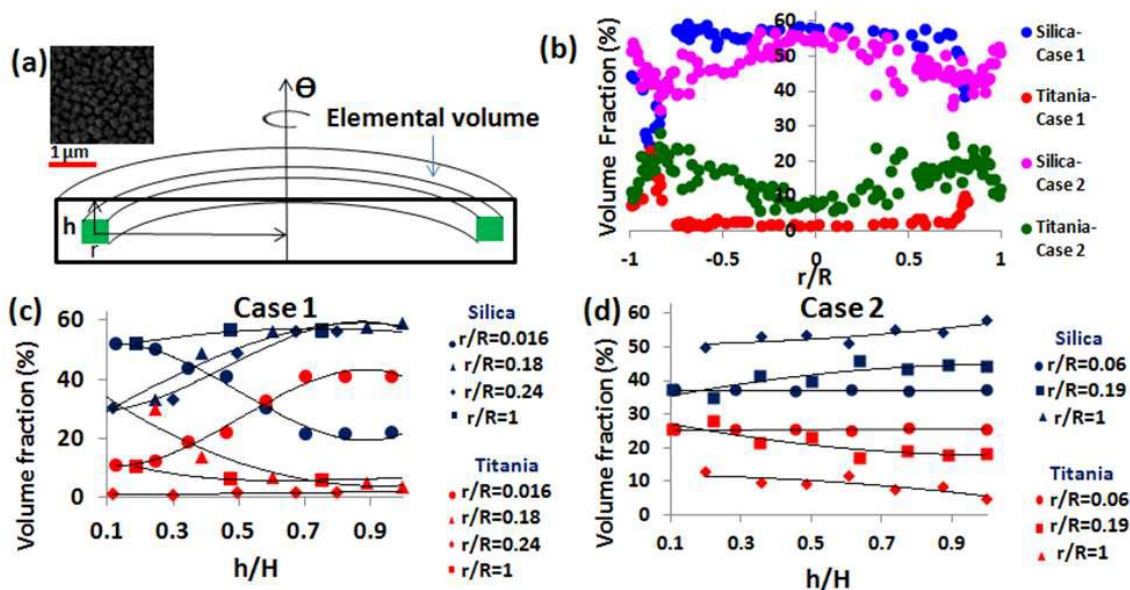 (a)
1 μm
Θ
Elemental volume
h
r
(b)
Volume Fraction (%)
60
50
40
30
20
10
0
-1 -0.5 0 0.5 1
r/R
Silica-
Case 1
Titania-
Case 1
Silica-
Case 2
Titania-
Case 2
(c)
Case 1
Volume fraction (%)
60
40
20
0
0.1 0.3 0.5 0.7 0.9
h/H
Silica
r/R=0.016
r/R=0.18
r/R=0.24
r/R=1
Titania
r/R=0.016
r/R=0.18
r/R=0.24
r/R=1
(d)
Case 2
Volume fraction (%)
60
50
40
30
20
10
0
0.1 0.3 0.5 0.7 0.9
h/H
Silica
r/R=0.06
r/R=0.19
r/R=1
Titania
r/R=0.06
r/R=0.19
r/R=1